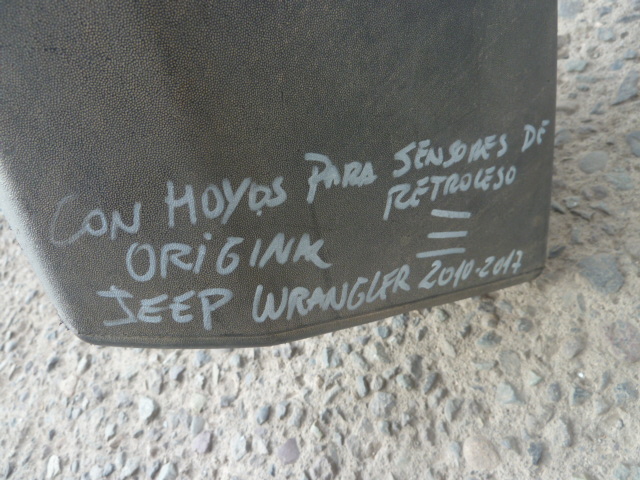 CON HOYOS PARA SENSORES DE
RETROCESO
ORIGINAL
JEEP WRANGLER 2010-2017